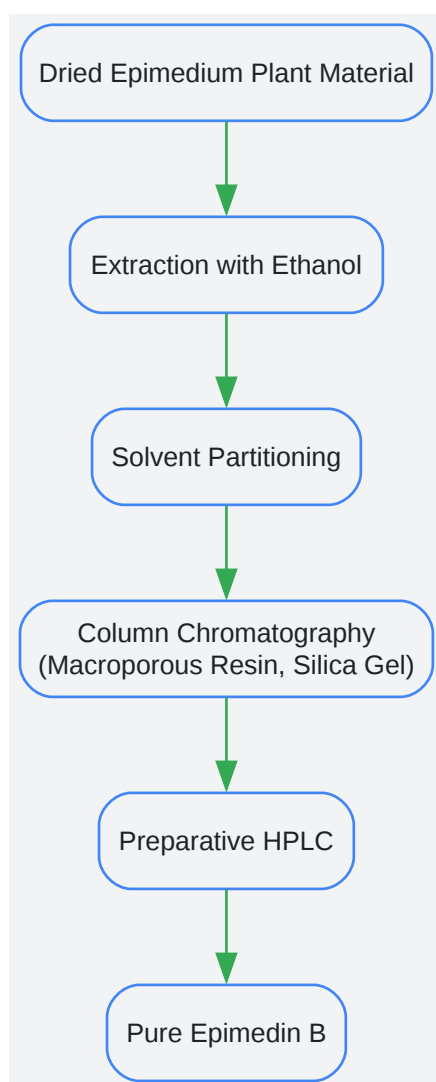 Dried Epimedium Plant Material
Extraction with Ethanol
Solvent Partitioning
Column Chromatography
(Macroporous Resin, Silica Gel)
Preparative HPLC
Pure Epimedin B